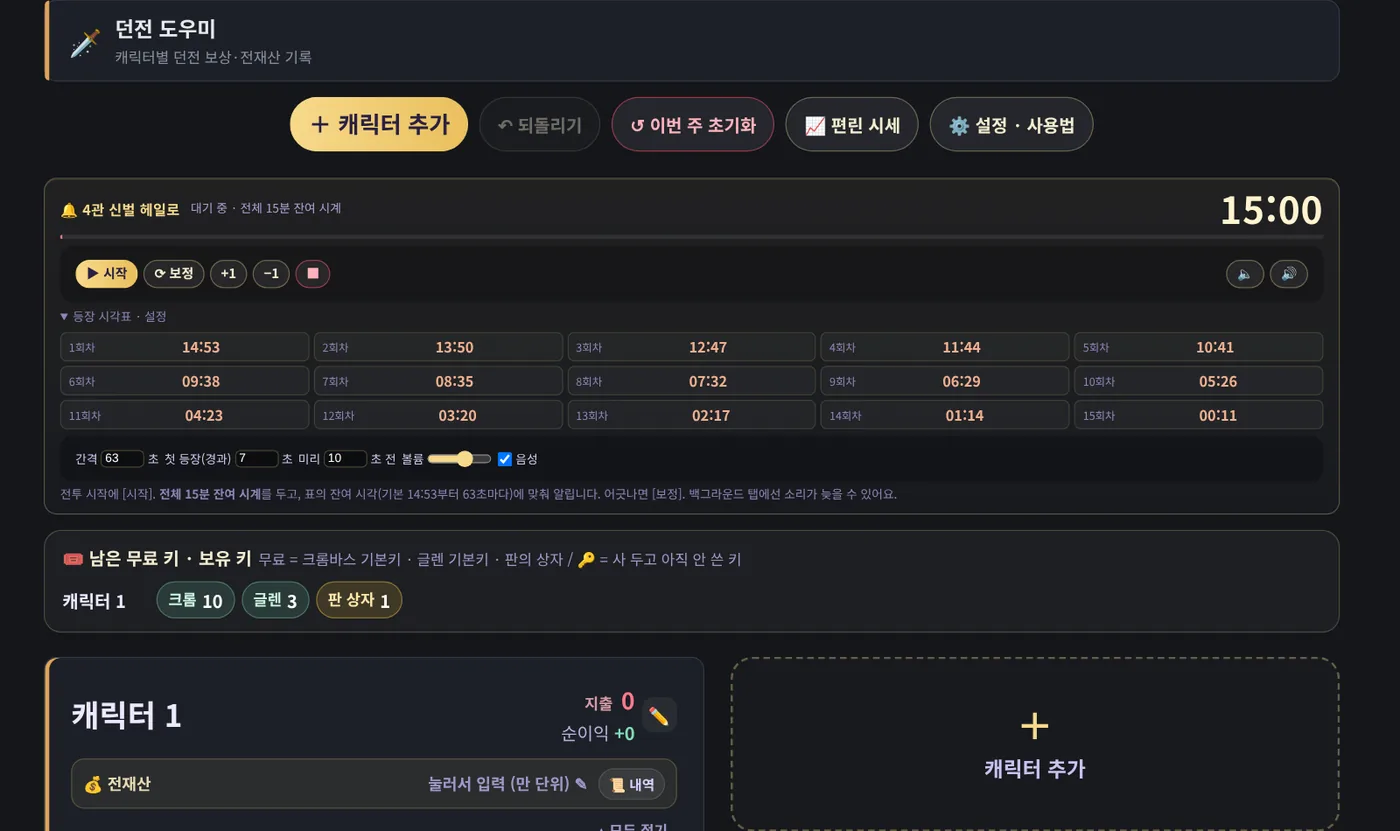 던전 도우미
캐릭터별 던전 보상·전재산 기록
+ 캐릭터 추가 ↶ 되돌리기 ↺ 이번 주 초기화 편린 시세 설정 · 사용법
4관 신벌 헤일로 대기 중 · 전체 15분 잔여 시계 15:00
▶ 시작 ⟳ 보정 +1 −1
▼ 등장 시각표 · 설정
1회차 14:53 2회차 13:50 3회차 12:47 4회차 11:44 5회차 10:41
6회차 09:38 7회차 08:35 8회차 07:32 9회차 06:29 10회차 05:26
11회차 04:23 12회차 03:20 13회차 02:17 14회차 01:14 15회차 00:11
간격 63 초 첫 등장(경과) 7 초 미리 10 초 전 볼륨 음성
전투 시작에 [시작]. 전체 15분 잔여 시계를 두고, 표의 잔여 시각(기본 14:53부터 63초마다)에 맞춰 알립니다. 어긋나면 [보정]. 백그라운드 탭에선 소리가 늦을 수 있어요.
남은 무료 키 · 보유 키 무료 = 크롬바스 기본키 · 글렌 기본키 · 판의 상자 / 🔑 = 사 두고 아직 안 쓴 키
캐릭터 1 크롬 10 글렌 3 판 상자 1
캐릭터 1
지출 0
순이익 +0
전재산 눌러서 입력 (만 단위) ✎ 내역
+
캐릭터 추가